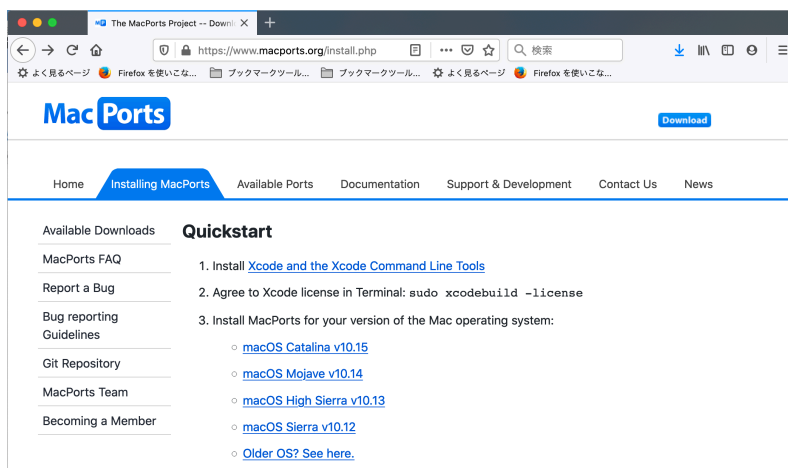 The MacPorts Project -- Downl
https://www.macports.org/install.php
検索
よく見るページ Firefox を使いこな... ブックマークツール... ブックマークツール... よく見るページ Firefox を使いこな...
MacPorts
Download
Home Installing MacPorts Available Ports Documentation Support & Development Contact Us News
Available Downloads
MacPorts FAQ
Report a Bug
Bug reporting
Guidelines
Git Repository
MacPorts Team
Becoming a Member
Quickstart
1. Install Xcode and the Xcode Command Line Tools
2. Agree to Xcode license in Terminal: sudo xcodebuild -license
3. Install MacPorts for your version of the Mac operating system:
macOS Catalina v10.15
macOS Mojave v10.14
macOS High Sierra v10.13
macOS Sierra v10.12
Older OS? See here.